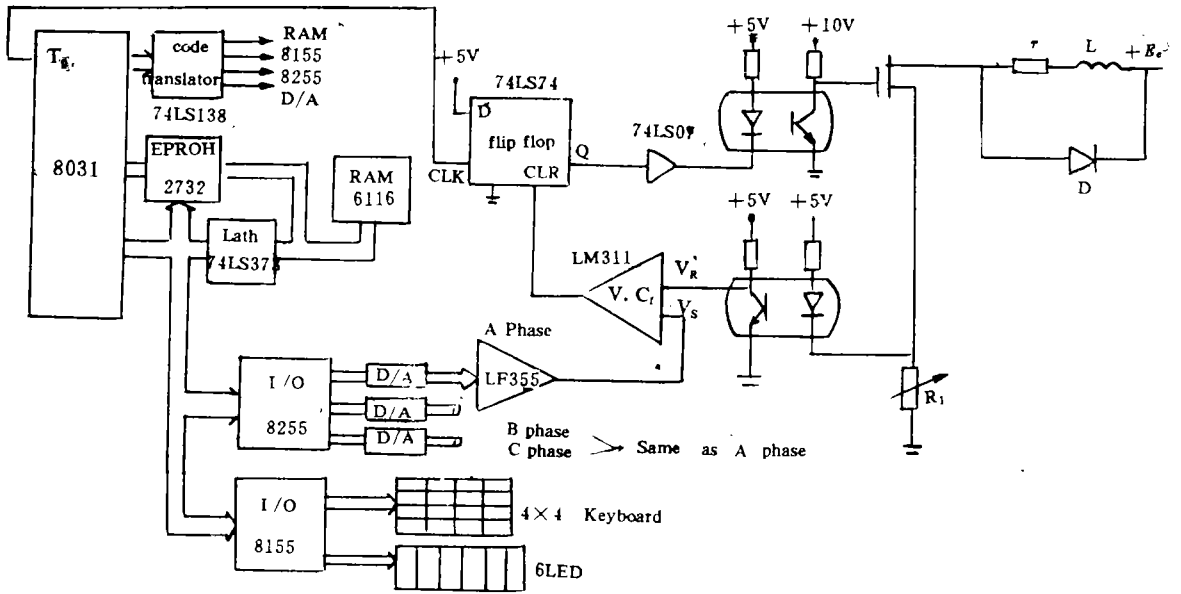 code
translator
74LS138
RAM
8155
8255
D/A
8031
EPROH
2732
Lath
RAM
6116
+5V
74LS74
D
flip flop
Q
CLK
CLR
+5V
+10V
r
L
D
+5V
+5V
LM311
V_R'
V_S
A Phase
LF355
I/O
8255
D/A
D/A
D/A
B phase
C phase
Same as A phase
R₁
I/O
8155
4×4 Keyboard
6LED